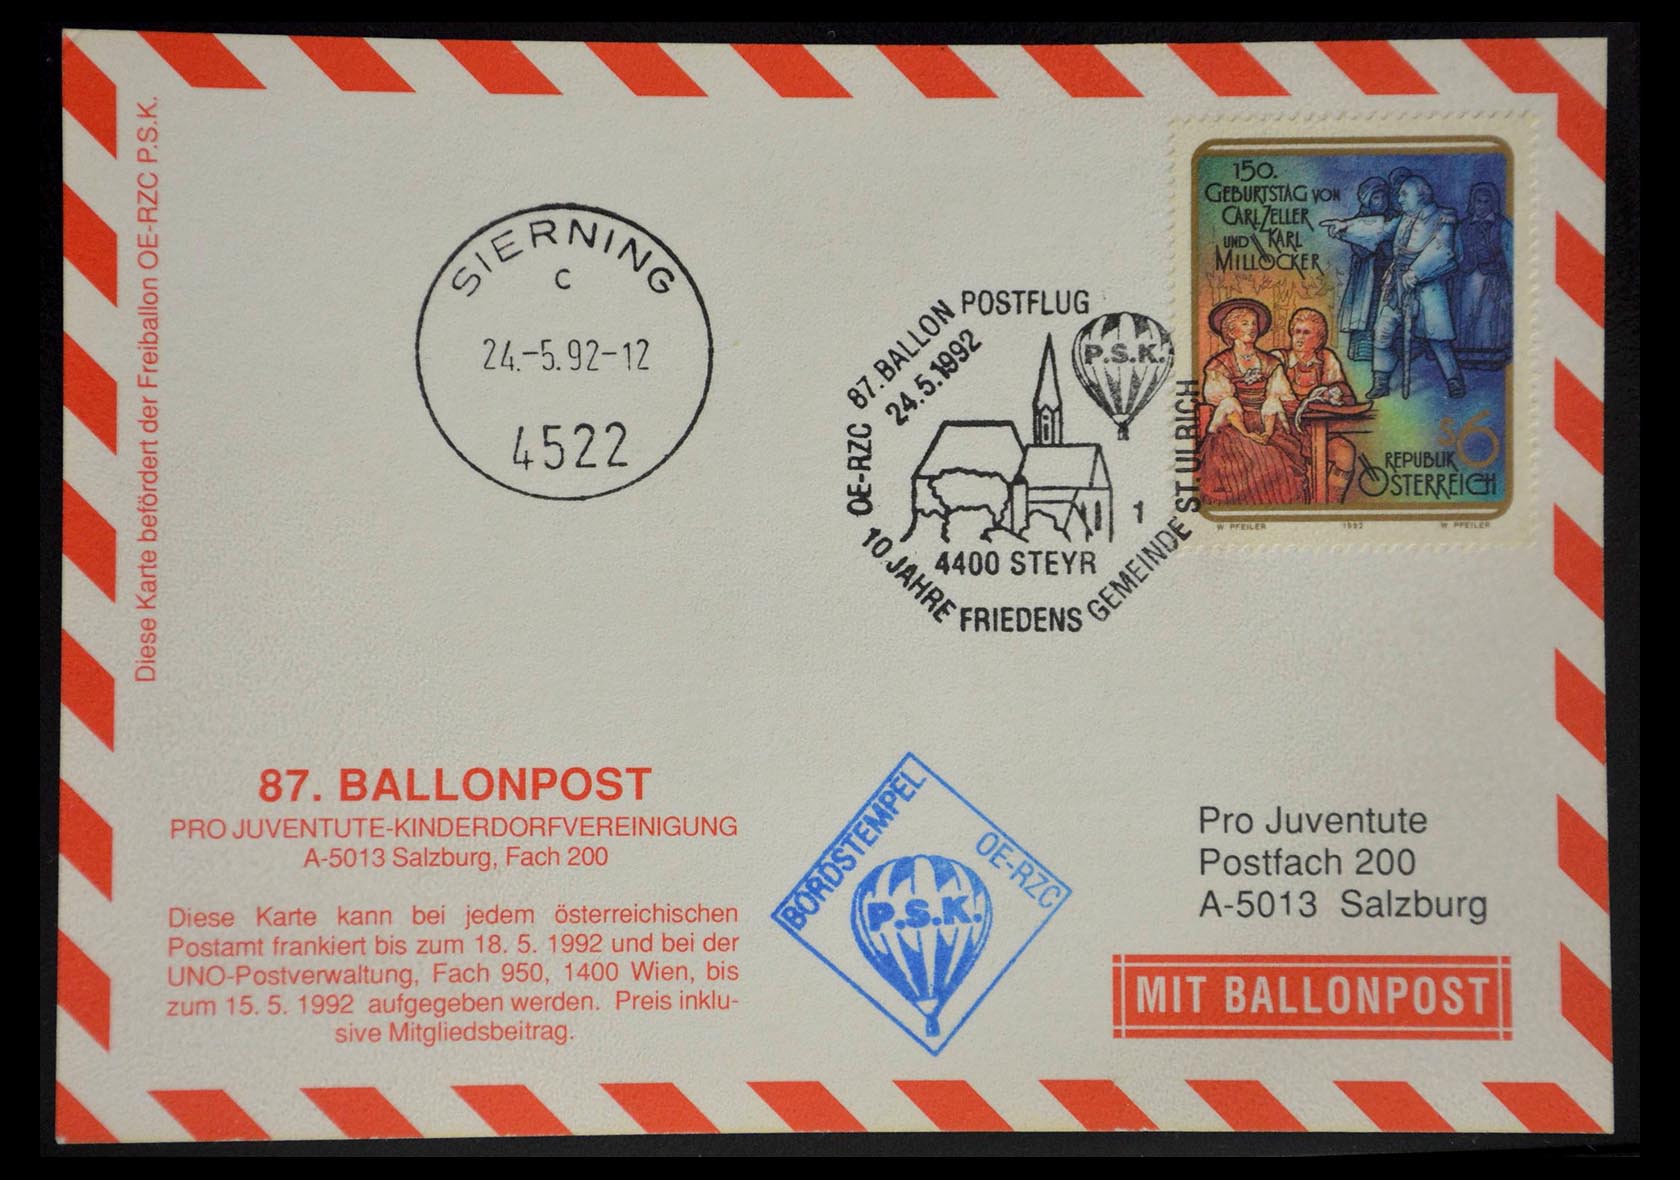 Diese Karte befördert der Freiballon OE-RZC P.S.K.
SIERNING
c
24.-5.92-12
4522
OE-RZC 87. BALLON POSTFLUG
24.5.1992
P.S.K.
1
4400 STEYR
10. JAHRE FRIEDENS GEMEINDE ST. ULRICH
150.
GEBURTSTAG VON
CARL ZELLER
UND KARL
MILLÖCKER
S6
REPUBLIK
ÖSTERREICH
W. PFEILER 1992 W. PFEILER
87. BALLONPOST
PRO JUVENTUTE-KINDERDORFVEREINIGUNG
A-5013 Salzburg, Fach 200
Diese Karte kann bei jedem österreichischen
Postamt frankiert bis zum 18. 5. 1992 und bei der
UNO-Postverwaltung, Fach 950, 1400 Wien, bis
zum 15. 5. 1992 aufgegeben werden. Preis inklu-
sive Mitgliedsbeitrag.
BORDSTEMPEL
OE-RZC
P.S.K.
Pro Juventute
Postfach 200
A-5013 Salzburg
MIT BALLONPOST